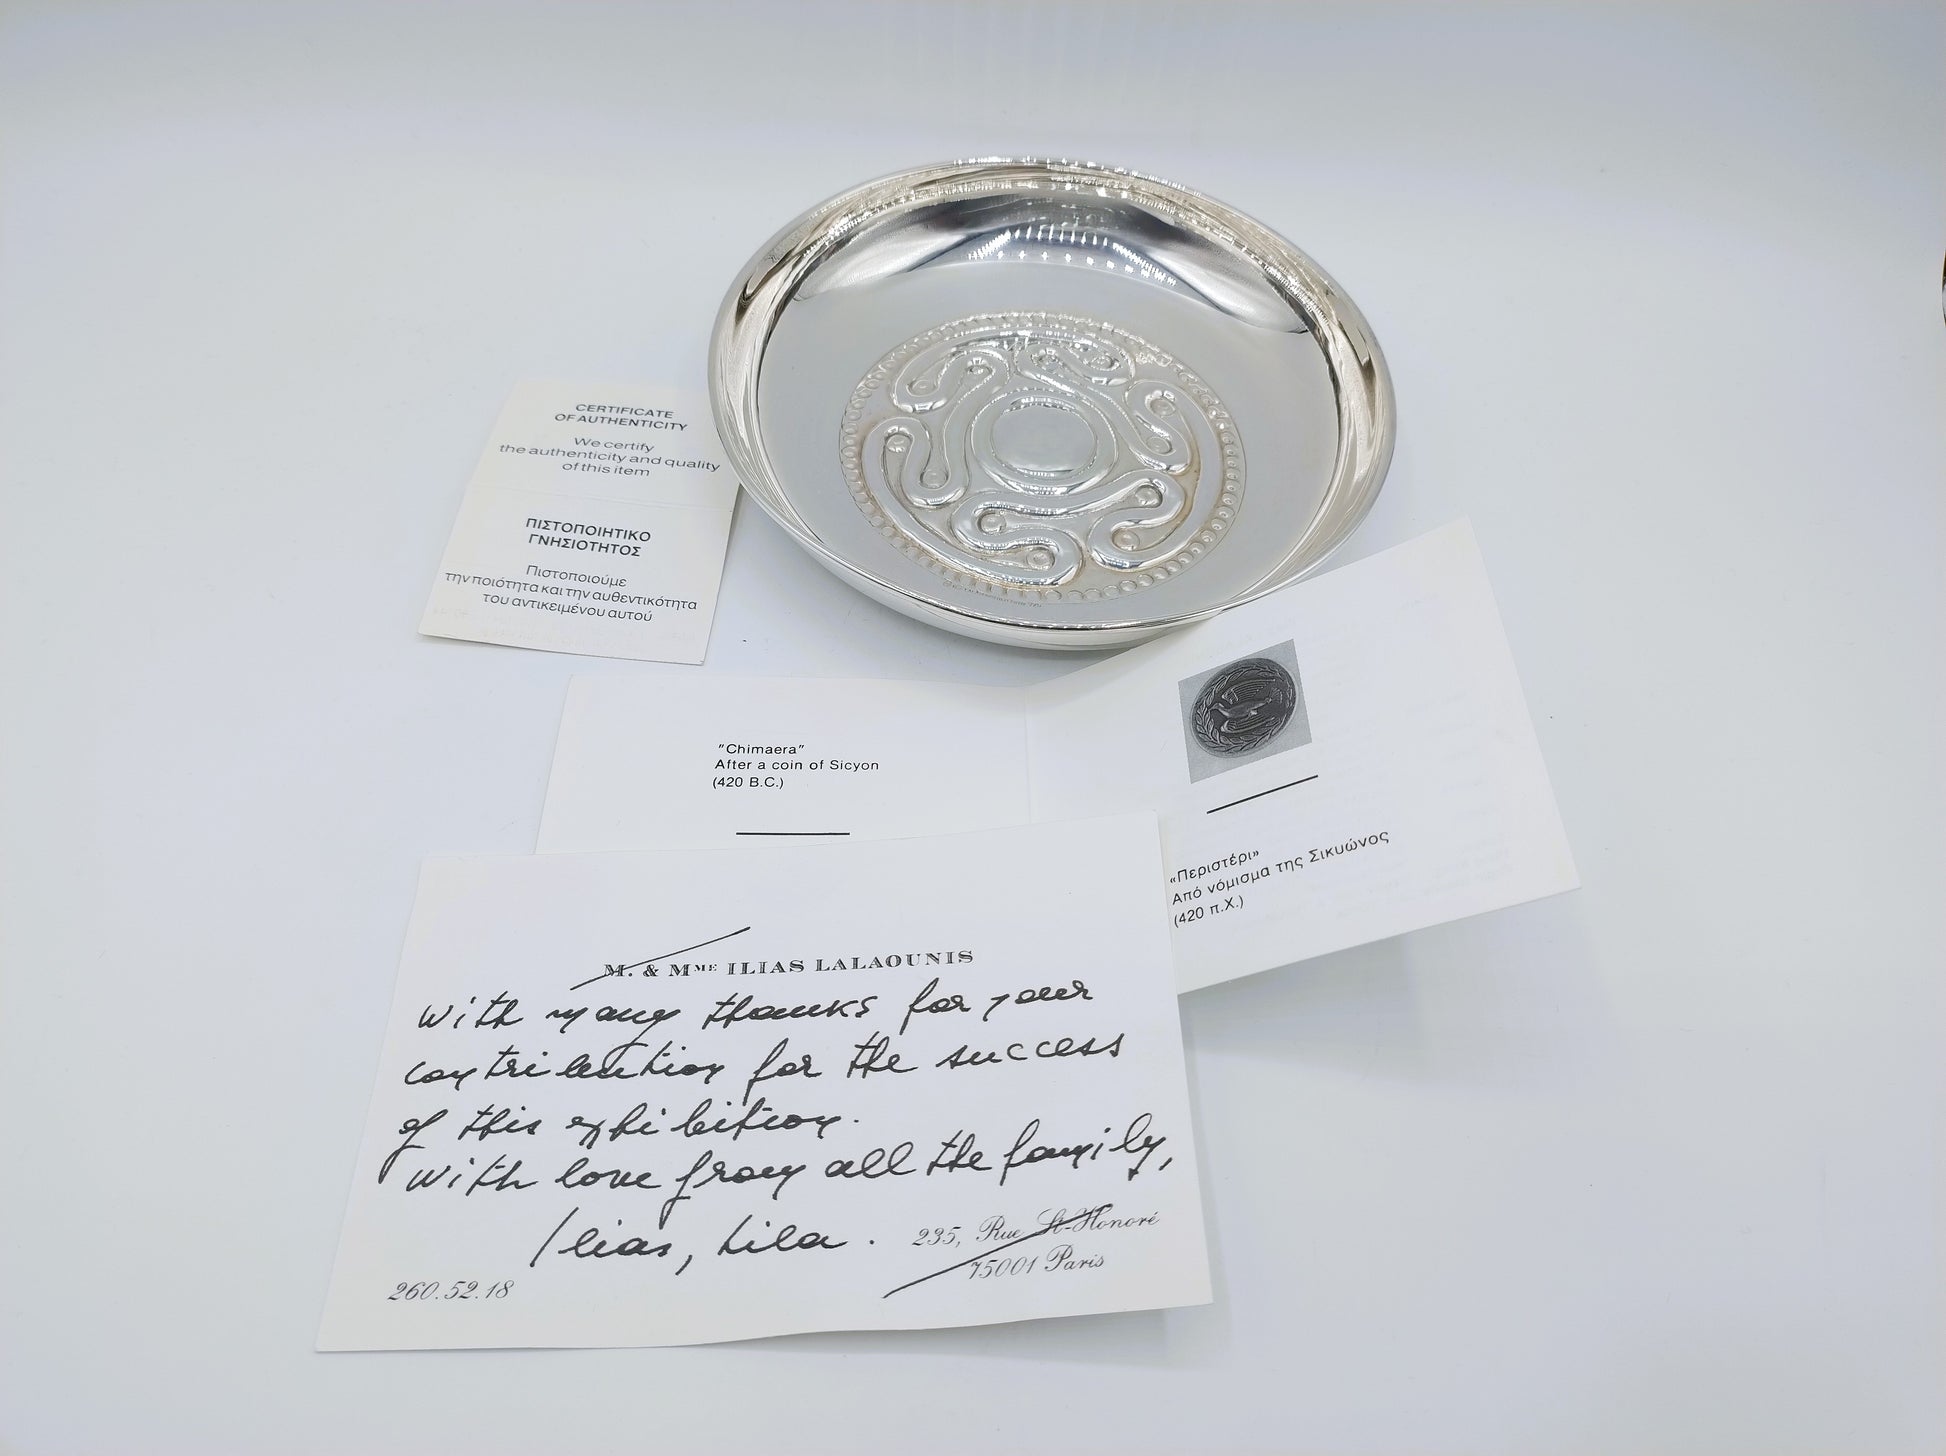 CERTIFICATE
OF AUTHENTICITY
We certify
the authenticity and quality
of this item
ΠΙΣΤΟΠΟΙΗΤΙΚΟ
ΓΝΗΣΙΟΤΗΤΟΣ
Πιστοποιούμε
την ποιότητα και την αυθεντικότητα
του αντικειμένου αυτού
"Chimaera"
After a coin of Sicyon
(420 B.C.)
«Περιστέρι»
Από νόμισμα της Σικυώνος
(420 π.Χ.)
M. & MME ILIAS LALAOUNIS
With many thanks for your
contribution for the success
of this exhibition.
With love from all the family,
Ilias, Lila.
235, Rue St-Honoré
75001 Paris
260.52.18